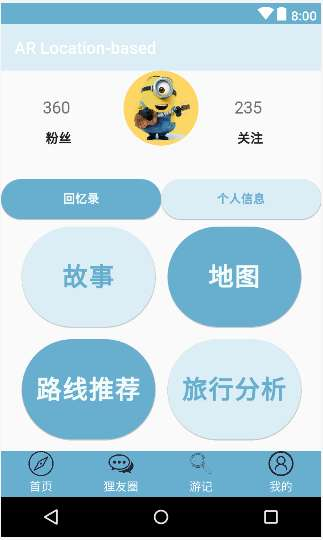 8:00
AR Location-based
360
235
粉丝
关注
回忆录
个人信息
故事
地图
路线推荐
旅行分析
首页
狸友圈
游记
我的